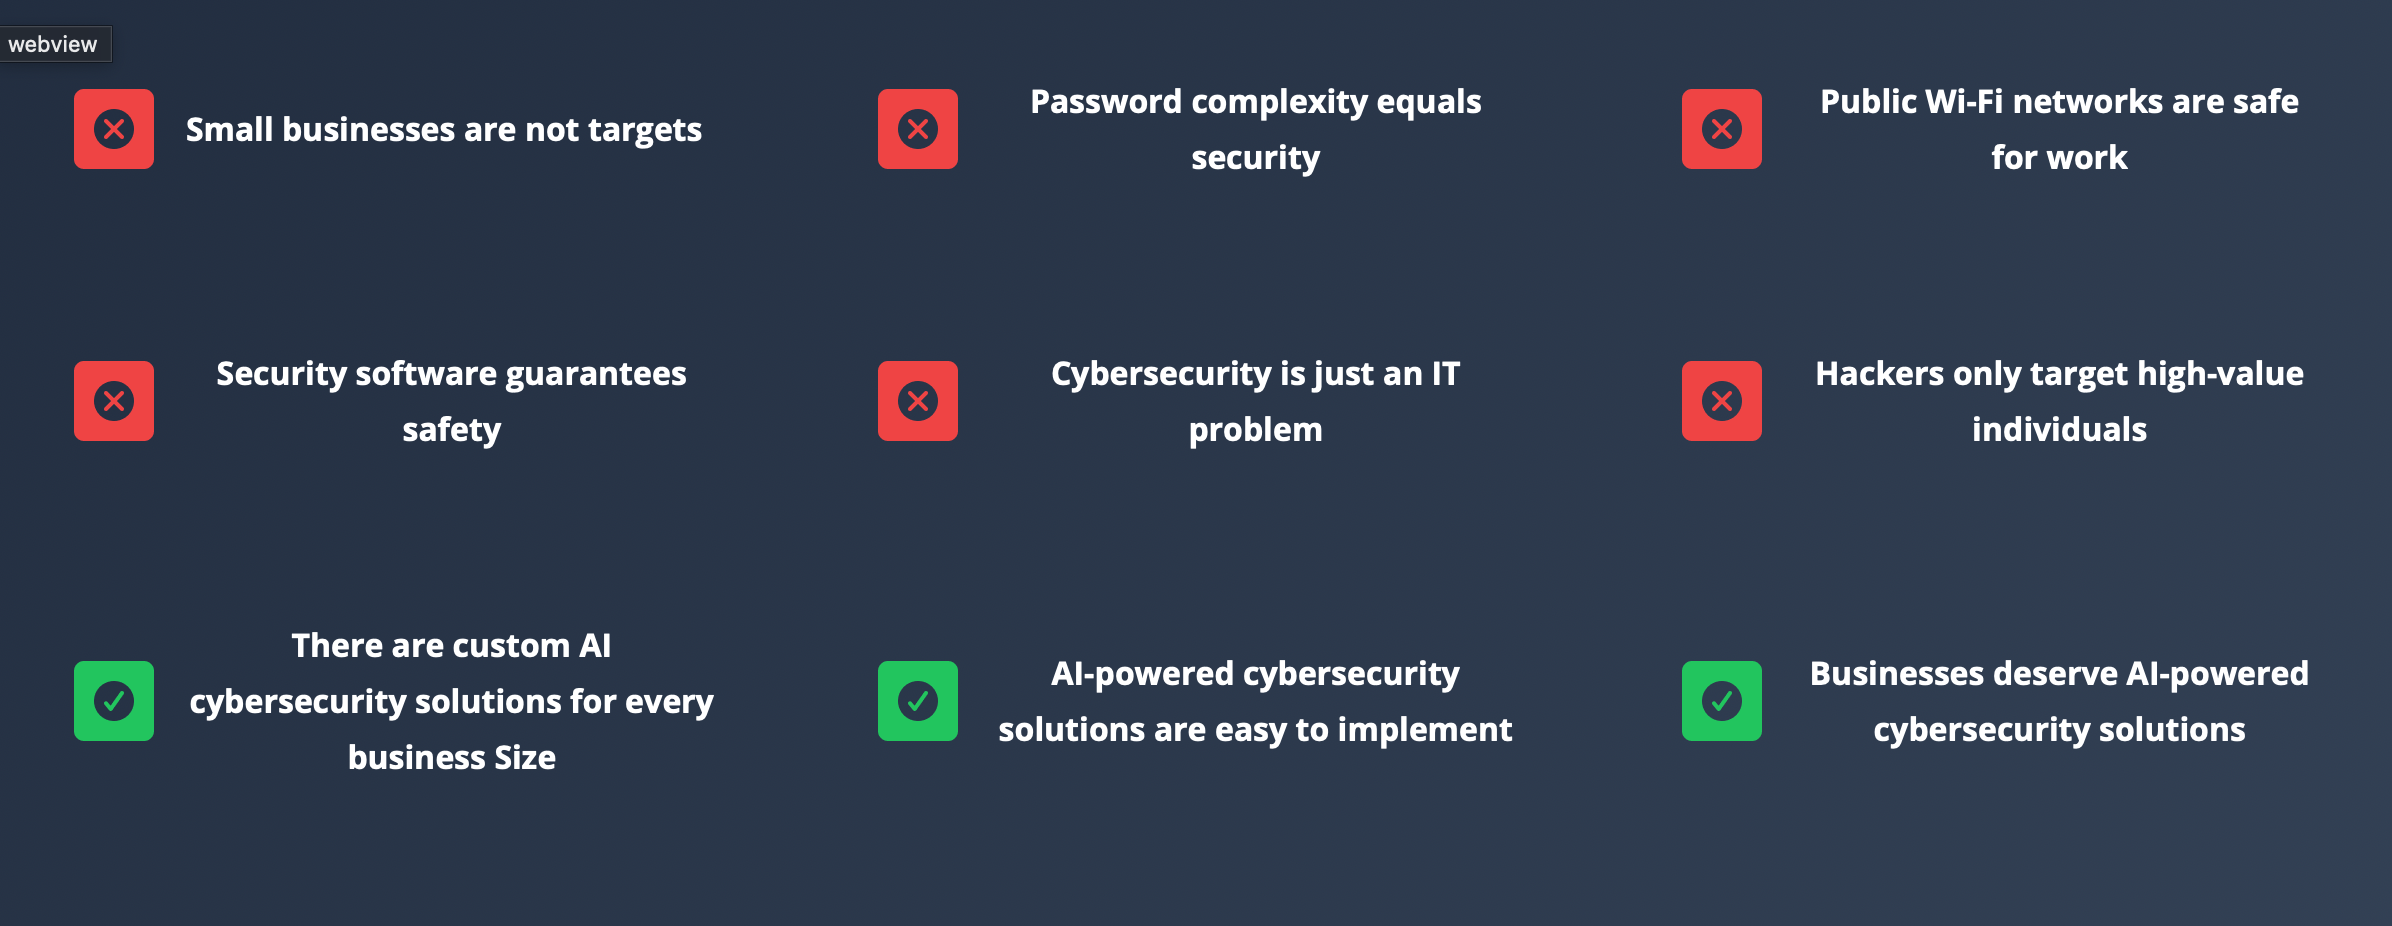 webview
Small businesses are not targets
Password complexity equals
security
Public Wi-Fi networks are safe
for work
Security software guarantees
safety
Cybersecurity is just an IT
problem
Hackers only target high-value
individuals
There are custom AI
cybersecurity solutions for every
business Size
AI-powered cybersecurity
solutions are easy to implement
Businesses deserve AI-powered
cybersecurity solutions